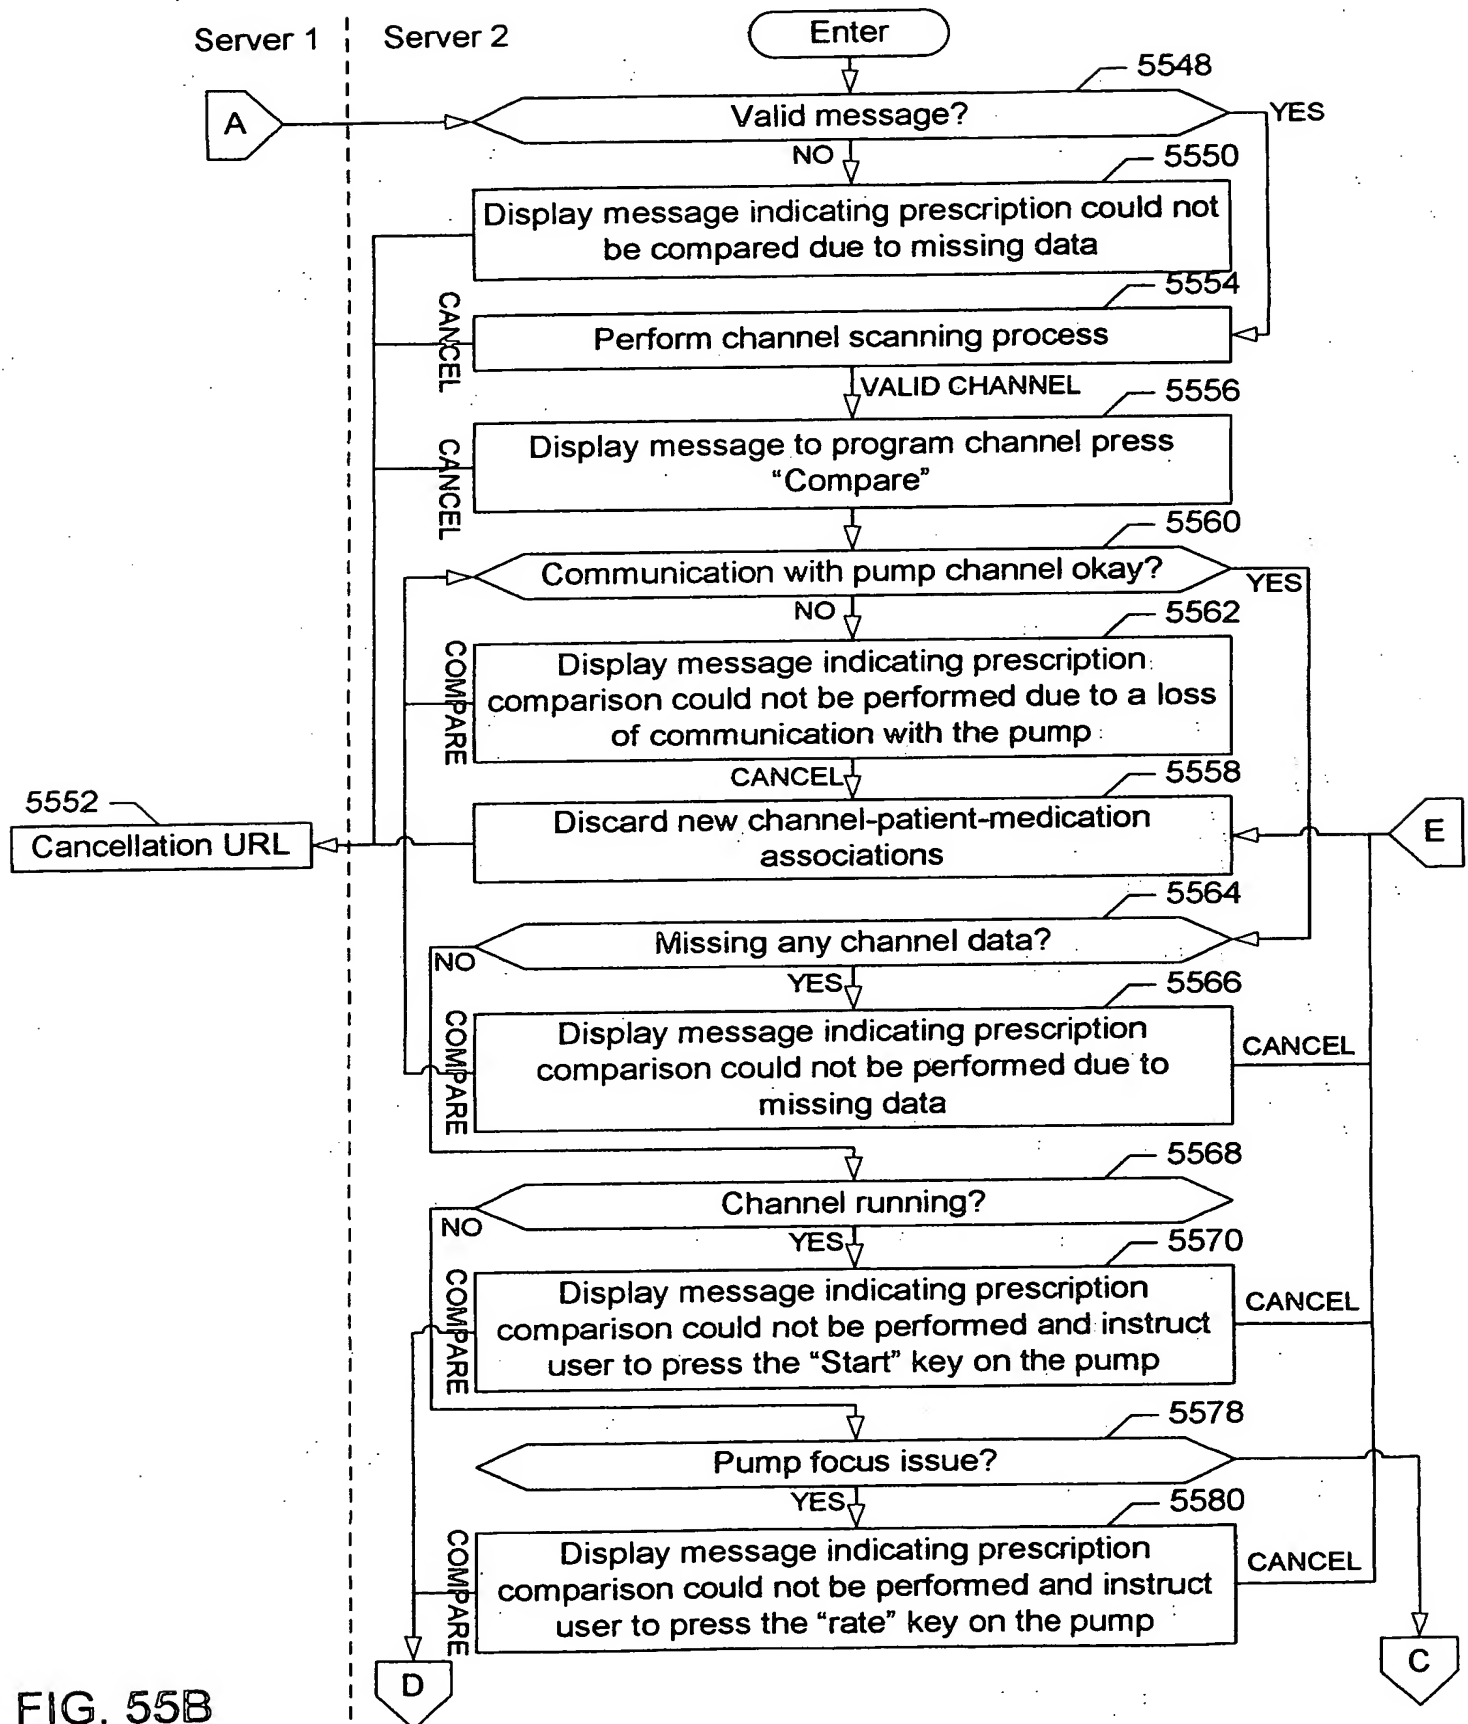 Server 1
Server 2
Enter
5548
A
Valid message?
YES
NO
5550
Display message indicating prescription could not
be compared due to missing data
5554
CANCEL
Perform channel scanning process
VALID CHANNEL
5556
CANCEL
Display message to program channel press
“Compare”
5560
Communication with pump channel okay?
YES
NO
5562
COMPARE
Display message indicating prescription
comparison could not be performed due to a loss
of communication with the pump
CANCEL
5558
5552
Cancellation URL
Discard new channel-patient-medication
associations
E
5564
Missing any channel data?
NO
YES
5566
COMPARE
Display message indicating prescription
comparison could not be performed due to
missing data
CANCEL
5568
Channel running?
NO
YES
5570
COMPARE
Display message indicating prescription
comparison could not be performed and instruct
user to press the “Start” key on the pump
CANCEL
5578
Pump focus issue?
YES
5580
COMPARE
Display message indicating prescription
comparison could not be performed and instruct
user to press the “rate” key on the pump
CANCEL
D
C
FIG. 55B